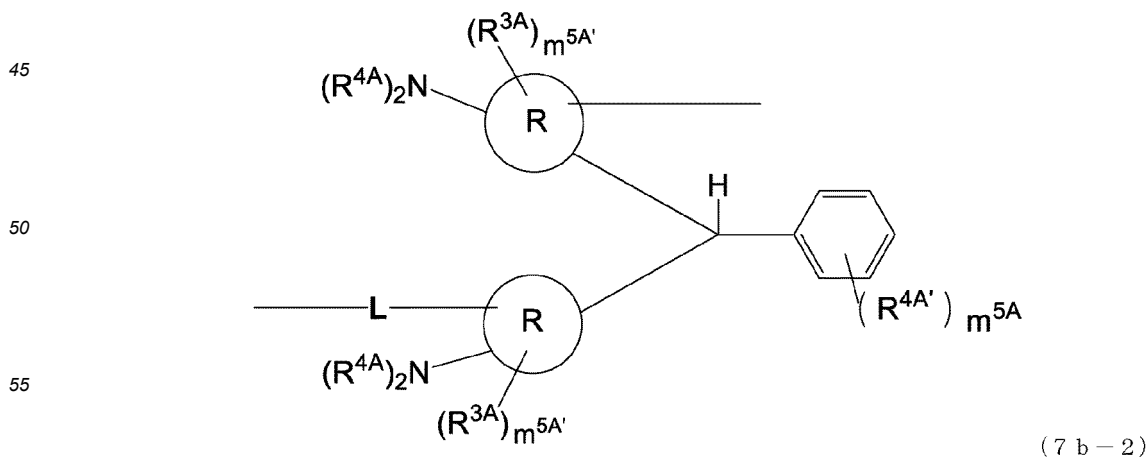 (R3A)m5A'
45
(R4A)2N
R
H
50
L
R
( R4A' ) m5A
(R4A)2N
55
(R3A)m5A'
(7b-2)